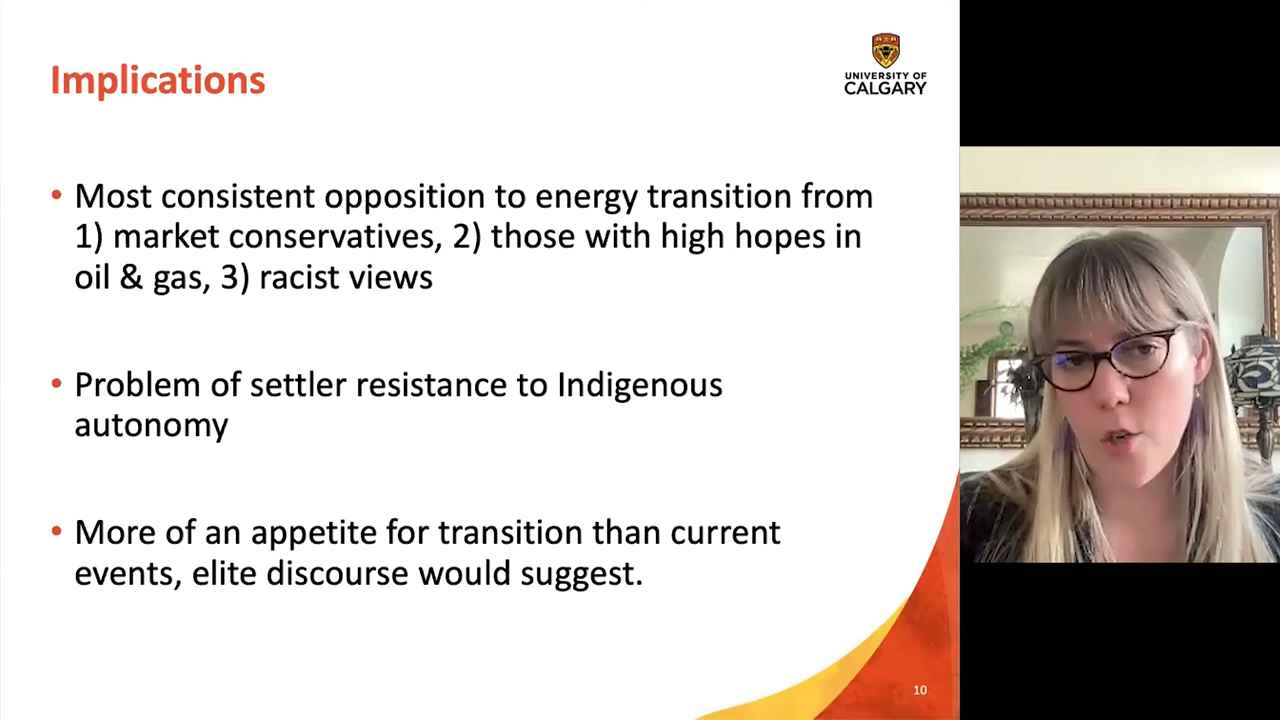 Implications
UNIVERSITY OF
CALGARY
• Most consistent opposition to energy transition from
1) market conservatives, 2) those with high hopes in
oil & gas, 3) racist views
• Problem of settler resistance to Indigenous
autonomy
• More of an appetite for transition than current
events, elite discourse would suggest.
10